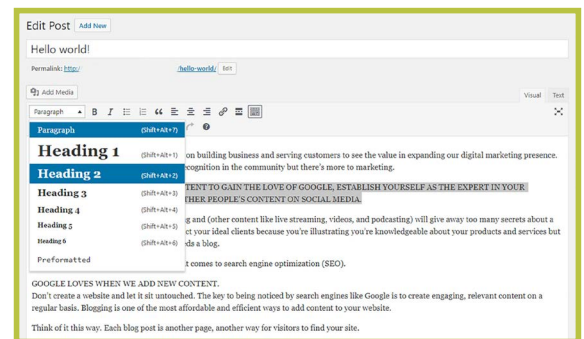 Edit Post Add New
Hello world!
Permalink: http:/ /hello-world/ Edit
Add Media Visual Text
Paragraph B I
Paragraph (Shift+Alt+7)
Heading 1 (Shift+Alt+1)
on building business and serving customers to see the value in expanding our digital marketing presence.
ecognition in the community but there's more to marketing.
Heading 2 (Shift+Alt+2)
Heading 3 (Shift+Alt+3)
TENT TO GAIN THE LOVE OF GOOGLE, ESTABLISH YOURSELF AS THE EXPERT IN YOUR
THER PEOPLE'S CONTENT ON SOCIAL MEDIA.
Heading 4 (Shift+Alt+4)
g and (other content like live streaming, videos, and podcasting) will give away too many secrets about a
Heading 5 (Shift+Alt+5)
ct your ideal clients because you're illustrating you're knowledgeable about your products and services but
Heading 6 (Shift+Alt+6)
ds a blog.
Preformatted
t comes to search engine optimization (SEO).
GOOGLE LOVES WHEN WE ADD NEW CONTENT.
Don't create a website and let it sit untouched. The key to being noticed by search engines like Google is to create engaging, relevant content on a
regular basis. Blogging is one of the most affordable and efficient ways to add content to your website.
Think of it this way. Each blog post is another page, another way for visitors to find your site.